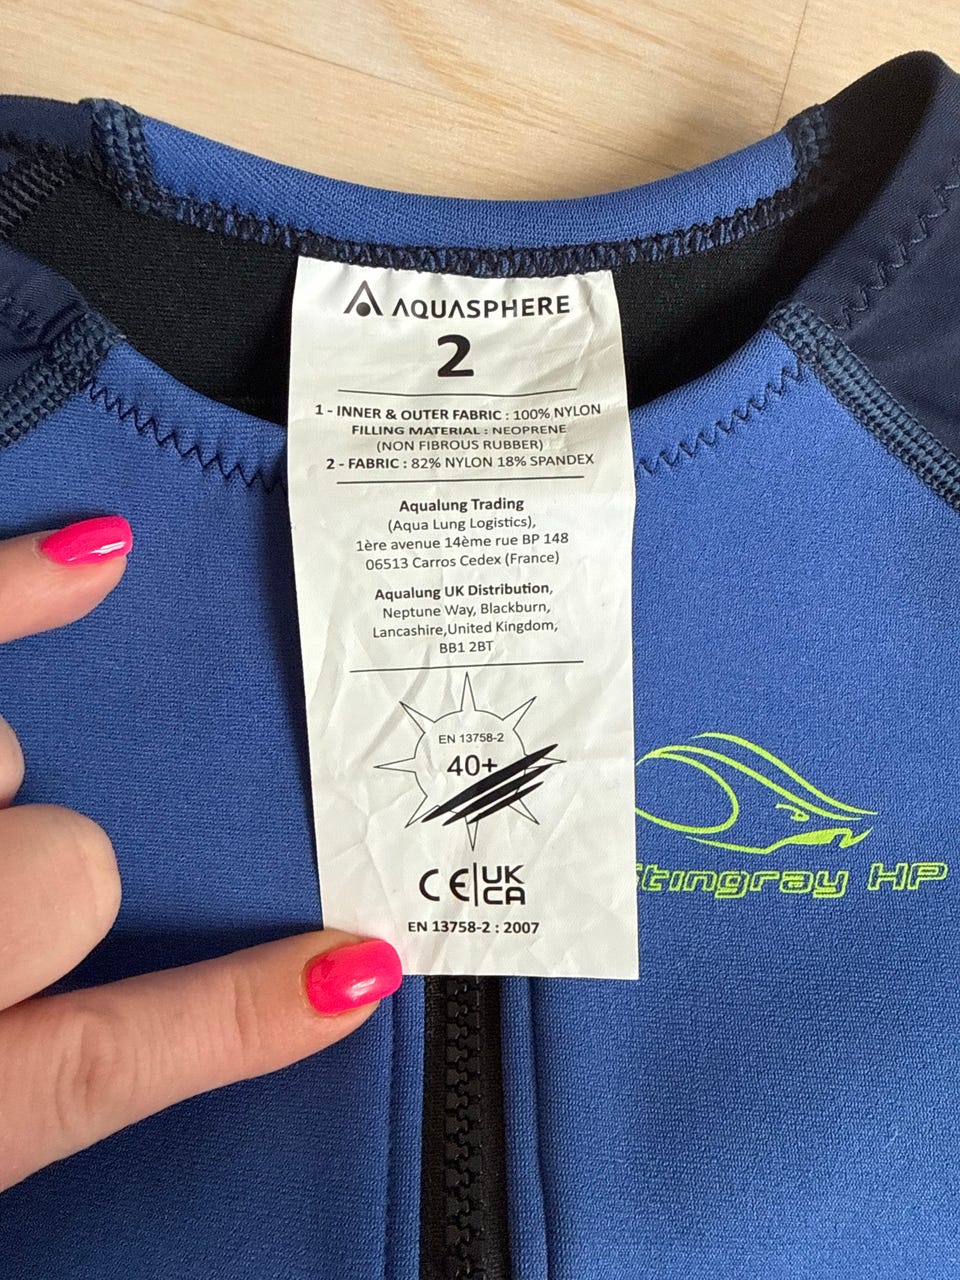 AQUASPHERE
2
1 - INNER & OUTER FABRIC : 100% NYLON
FILLING MATERIAL : NEOPRENE
(NON FIBROUS RUBBER)
2 - FABRIC : 82% NYLON 18% SPANDEX
Aqualung Trading
(Aqua Lung Logistics),
1ère avenue 14ème rue BP 148
06513 Carros Cedex (France)
Aqualung UK Distribution,
Neptune Way, Blackburn,
Lancashire,United Kingdom,
BB1 2BT
EN 13758-2
40+
CE UK
CA
EN 13758-2 : 2007
Stingray HP